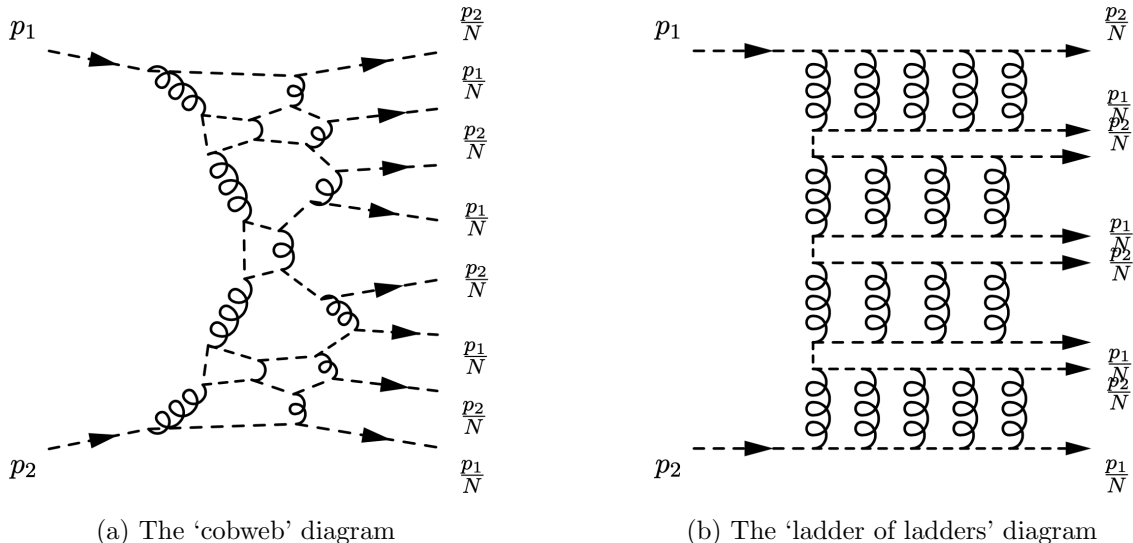 p₁
p₂/N
p₁/N
p₂/N
p₁/N
p₂/N
p₁/N
p₂/N
p₁/N
p₂
(a) The ‘cobweb’ diagram
p₁
p₂/N
p₁/N
p₂/N
p₁/N
p₂/N
p₁/N
p₂/N
p₁/N
p₂
(b) The ‘ladder of ladders’ diagram